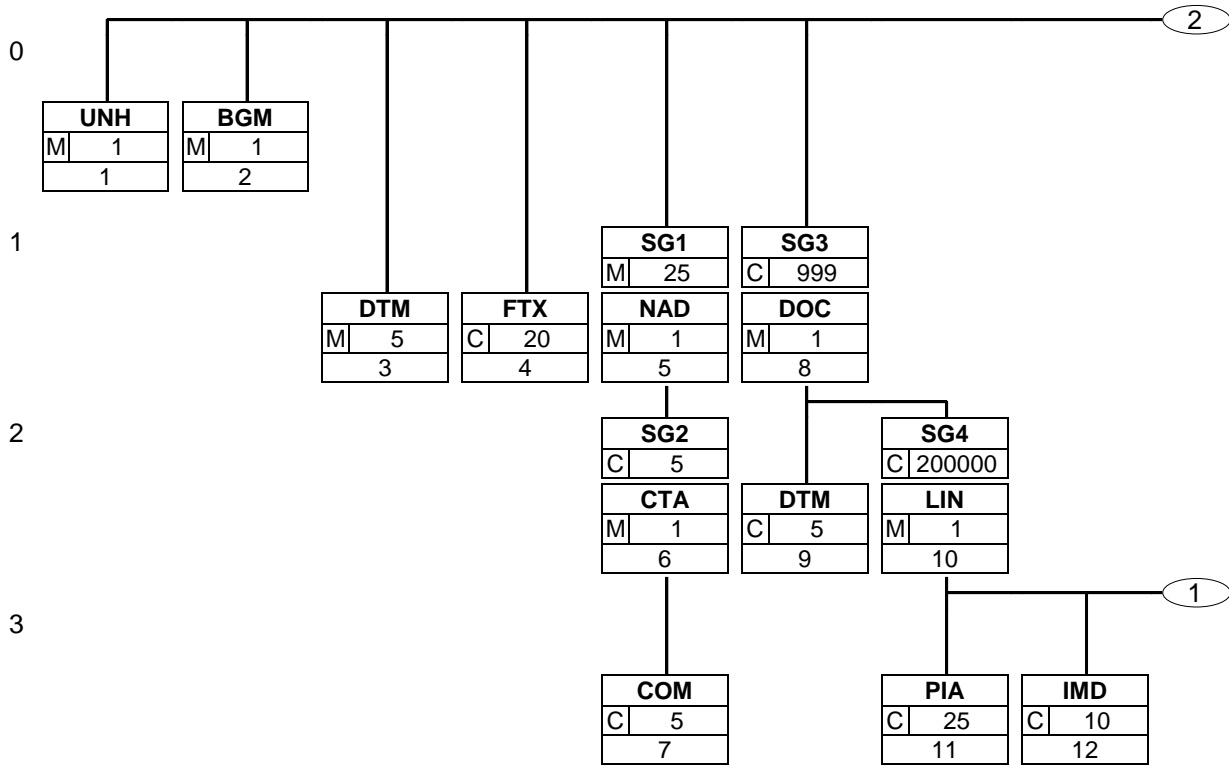 2
0
UNH BGM
M 1 M 1
1 2
1
SG1 SG3
M 25 C 999
DTM FTX NAD DOC
M 5 C 20 M 1 M 1
3 4 5 8
2
SG2 SG4
C 5 C 200000
CTA DTM LIN
M 1 C 5 M 1
6 9 10
1
3
COM PIA IMD
C 5 C 25 C 10
7 11 12